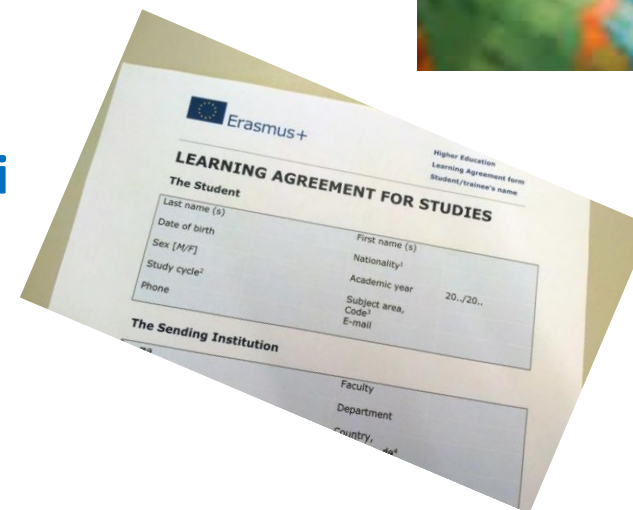 i
Erasmus+
Higher Education
Learning Agreement form
Student/trainee's name
LEARNING AGREEMENT FOR STUDIES
The Student
Last name (s) First name (s)
Date of birth Nationality¹
Sex [M/F] Academic year 20../20..
Study cycle² Subject area,
Code³
Phone E-mail
The Sending Institution
Faculty
Department
Country,